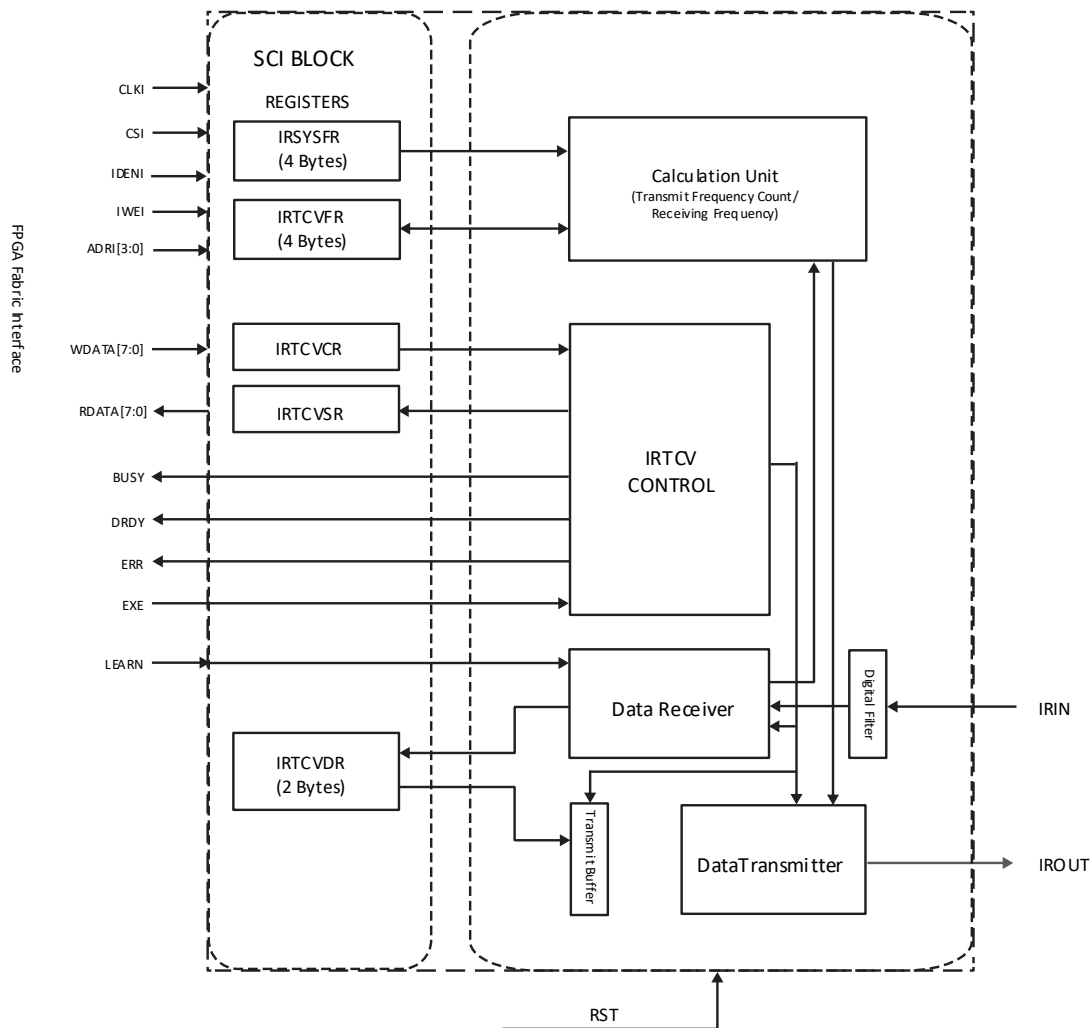 SCI BLOCK
REGISTERS
CLKI
CSI
IDENI
IWEI
ADRI[3:0]
FPGA Fabric Interface
WDATA[7:0]
RDATA[7:0]
BUSY
DRDY
ERR
EXE
LEARN
IRSYSFR
(4 Bytes)
IRTCVFR
(4 Bytes)
IRTCVCR
IRTCVSR
IRTCVDR
(2 Bytes)
Calculation Unit
(Transmit Frequency Count/
Receiving Frequency)
IRTCV
CONTROL
Data Receiver
Digital Filter
Transmit Buffer
DataTransmitter
IRIN
IROUT
RST